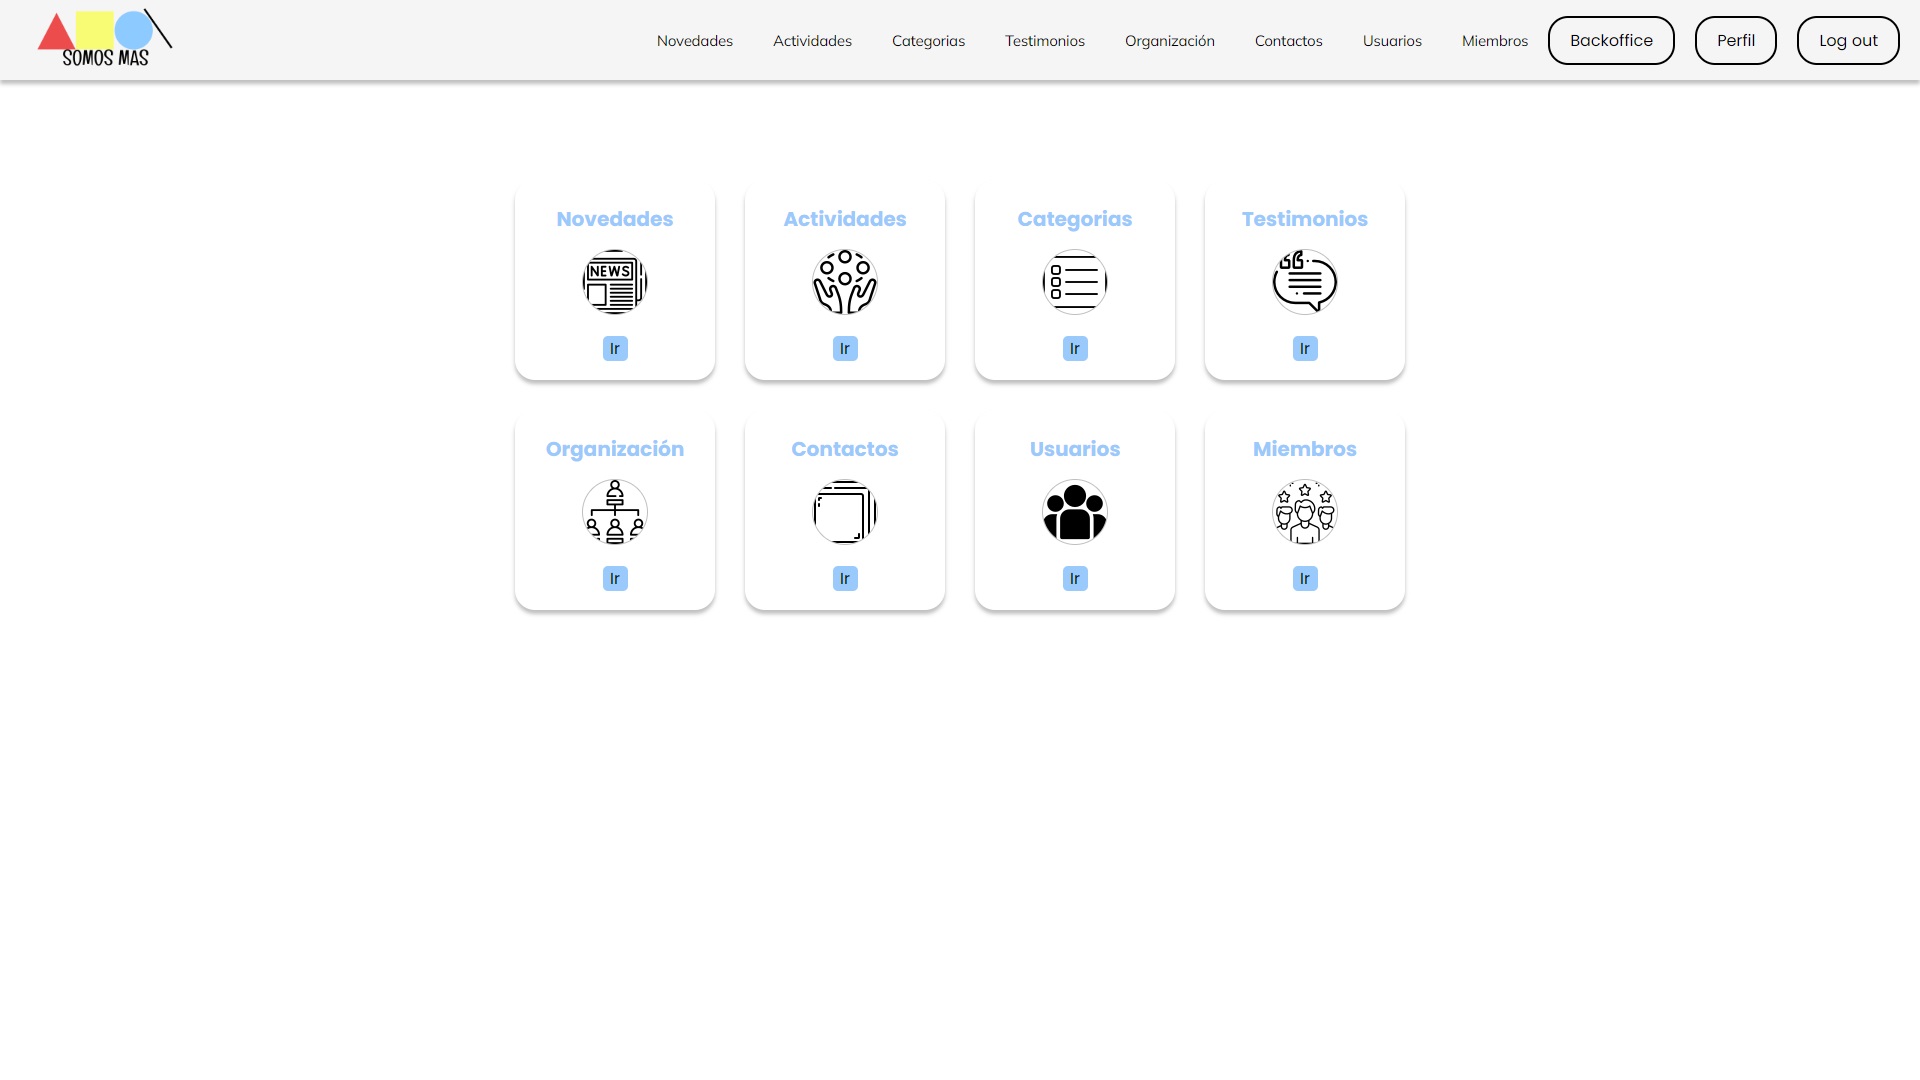 SOMOS MAS
Novedades Actividades Categorias Testimonios Organización Contactos Usuarios Miembros Backoffice Perfil Log out
Novedades Actividades Categorias Testimonios
NEWS
Ir Ir Ir Ir
Organización Contactos Usuarios Miembros
Ir Ir Ir Ir